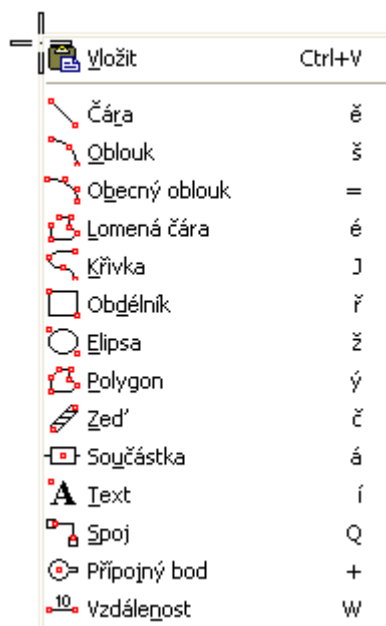 Vložit Ctrl+V
Čára ě
Oblouk š
Obecný oblouk =
Lomená čára é
Křivka J
Obdélník ř
Elipsa ž
Polygon ý
Zeď č
Součástka á
A Text í
Spoj Q
Přípojný bod +
10 Vzdálenost W